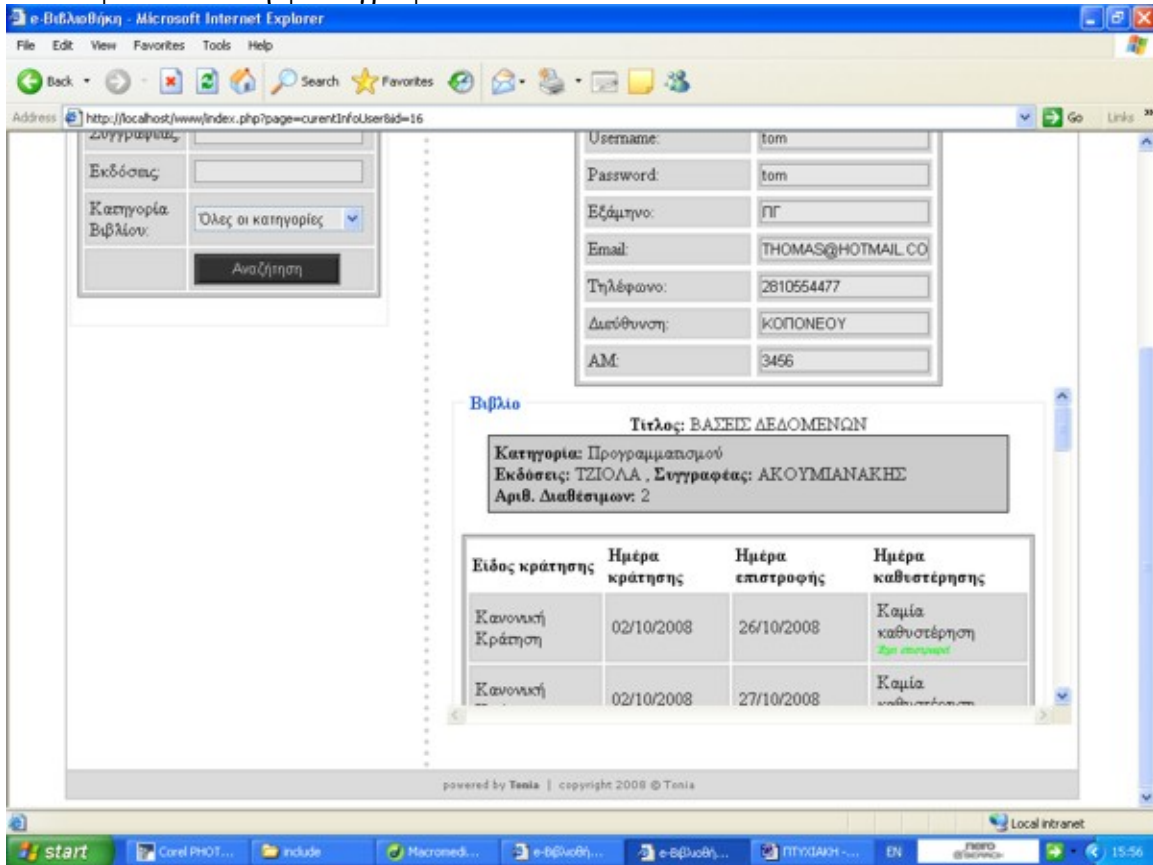 e-Βιβλιοθήκη - Microsoft Internet Explorer
File Edit View Favorites Tools Help
Back Search Favorites
Address http://localhost/www/index.php?page=curentInfoUser&id=16 Go Links
Συγγραφέας:
Εκδόσεις:
Κατηγορία Βιβλίου:
Όλες οι κατηγορίες
Αναζήτηση
Username: tom
Password: tom
Εξάμηνο: ΠΓ
Email: THOMAS@HOTMAIL.CO
Τηλέφωνο: 2810554477
Διεύθυνση: ΚΟΠΟΝΕΟΥ
ΑΜ: 3456
Βιβλίο
Τίτλος: ΒΑΣΕΙΣ ΔΕΔΟΜΕΝΩΝ
Κατηγορία: Προγραμματισμού
Εκδόσεις: ΤΖΙΟΛΑ , Συγγραφέας: ΑΚΟΥΜΙΑΝΑΚΗΣ
Αριθ. Διαθέσιμων: 2
Είδος κράτησης Ημέρα κράτησης Ημέρα επιστροφής Ημέρα καθυστέρησης
Κανονική Κράτηση 02/10/2008 26/10/2008 Καμία καθυστέρηση
Έχει επιστραφεί
Κανονική 02/10/2008 27/10/2008 Καμία
powered by Tonia | copyright 2008 © Tonia
Local intranet
start Corel PHOT... include Macromedi... e-Βιβλιοθή... e-Βιβλιοθή... ΠΤΥΧΙΑΚΗ -... EN 15:56